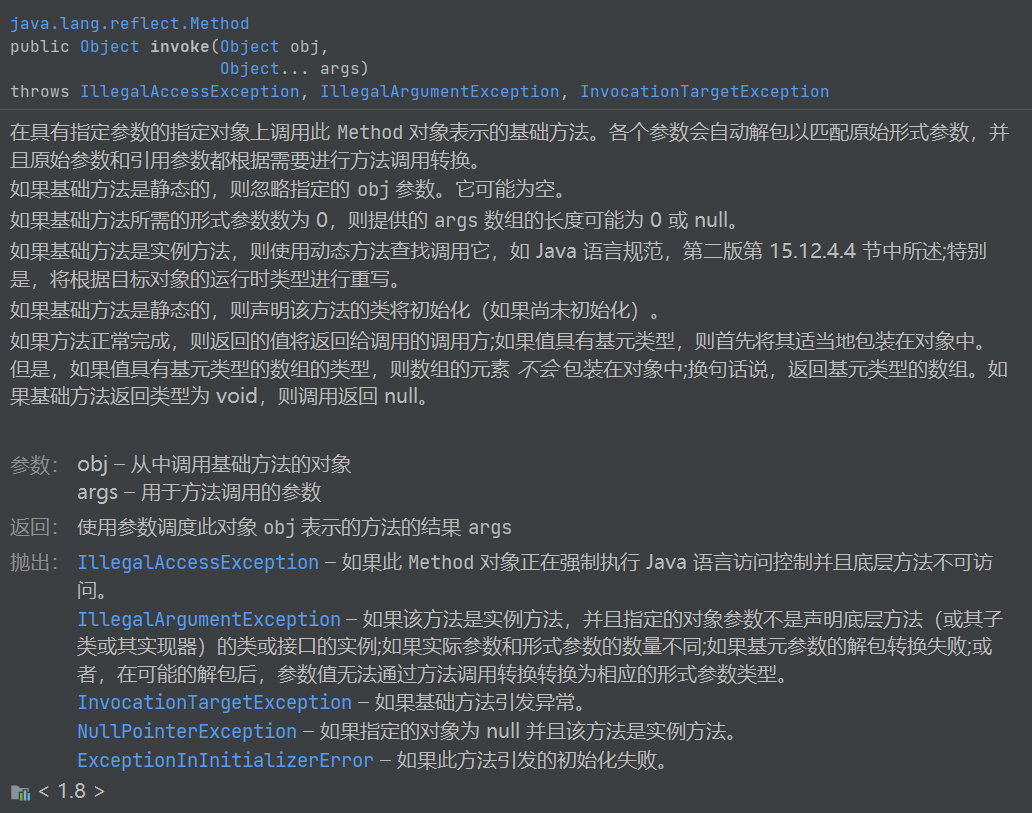 java.lang.reflect.Method
public Object invoke(Object obj,
Object... args)
throws IllegalAccessException, IllegalArgumentException, InvocationTargetException
在具有指定参数的指定对象上调用此 Method 对象表示的基础方法。各个参数会自动解包以匹配原始形式参数，并
且原始参数和引用参数都根据需要进行方法调用转换。
如果基础方法是静态的，则忽略指定的 obj 参数。它可能为空。
如果基础方法所需的形式参数数为 0，则提供的 args 数组的长度可能为 0 或 null。
如果基础方法是实例方法，则使用动态方法查找调用它，如 Java 语言规范，第二版第 15.12.4.4 节中所述;特别
是，将根据目标对象的运行时类型进行重写。
如果基础方法是静态的，则声明该方法的类将初始化（如果尚未初始化）。
如果方法正常完成，则返回的值将返回给调用的调用方;如果值具有基元类型，则首先将其适当地包装在对象中。
但是，如果值具有基元类型的数组的类型，则数组的元素 不会 包装在对象中;换句话说，返回基元类型的数组。如
果基础方法返回类型为 void，则调用返回 null。
参数： obj – 从中调用基础方法的对象
args – 用于方法调用的参数
返回： 使用参数调度此对象 obj 表示的方法的结果 args
抛出： IllegalAccessException – 如果此 Method 对象正在强制执行 Java 语言访问控制并且底层方法不可访
问。
IllegalArgumentException – 如果该方法是实例方法，并且指定的对象参数不是声明底层方法（或其子
类或其实现器）的类或接口的实例;如果实际参数和形式参数的数量不同;如果基元参数的解包转换失败;或
者，在可能的解包后，参数值无法通过方法调用转换转换为相应的形式参数类型。
InvocationTargetException – 如果基础方法引发异常。
NullPointerException – 如果指定的对象为 null 并且该方法是实例方法。
ExceptionInInitializerError – 如果此方法引发的初始化失败。
< 1.8 >